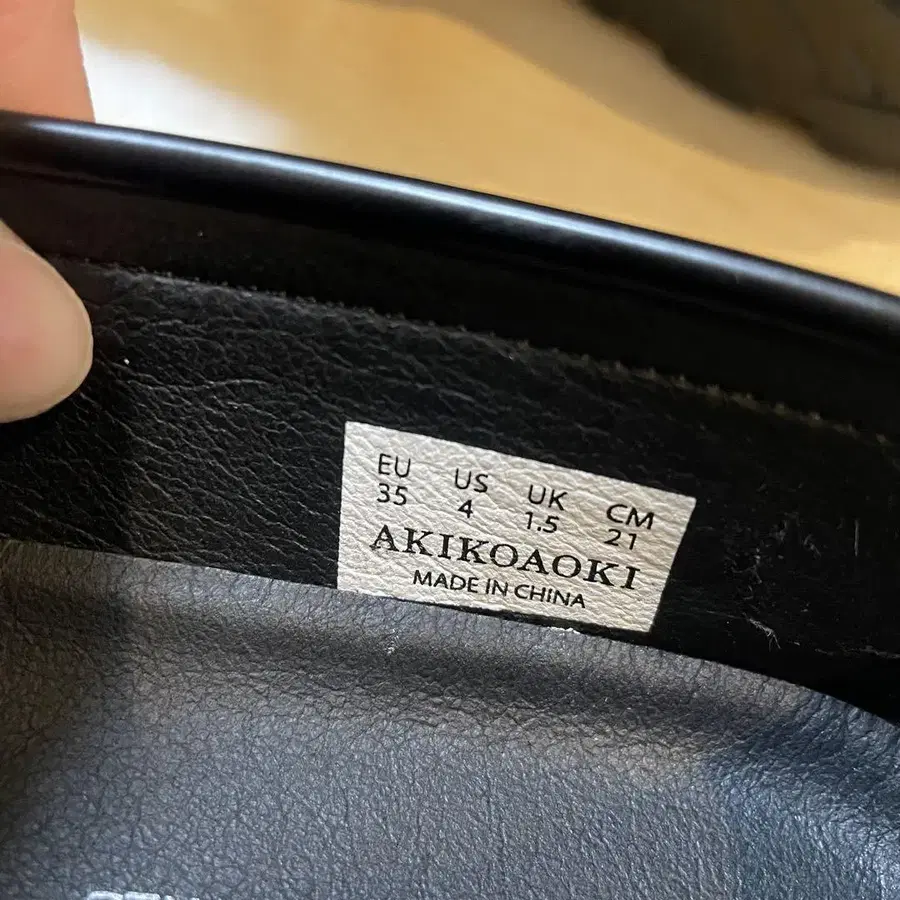 EU US UK CM
35 4 1.5 21
AKIKOAOKI
MADE IN CHINA